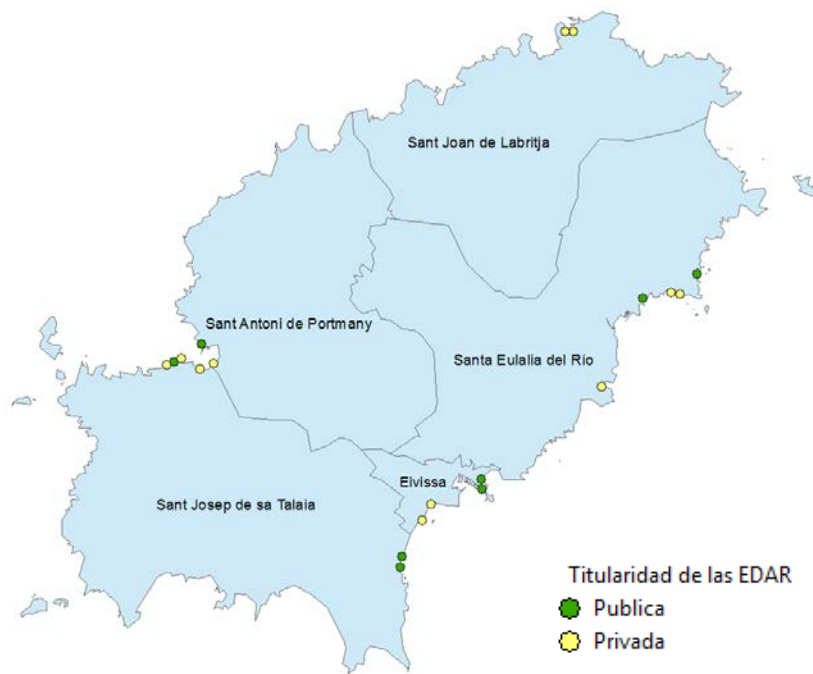 Sant Joan de Labritja
Sant Antoni de Portmany
Santa Eulalia del Río
Eivissa
Sant Josep de sa Talaia
Titularidad de las EDAR
Publica
Privada